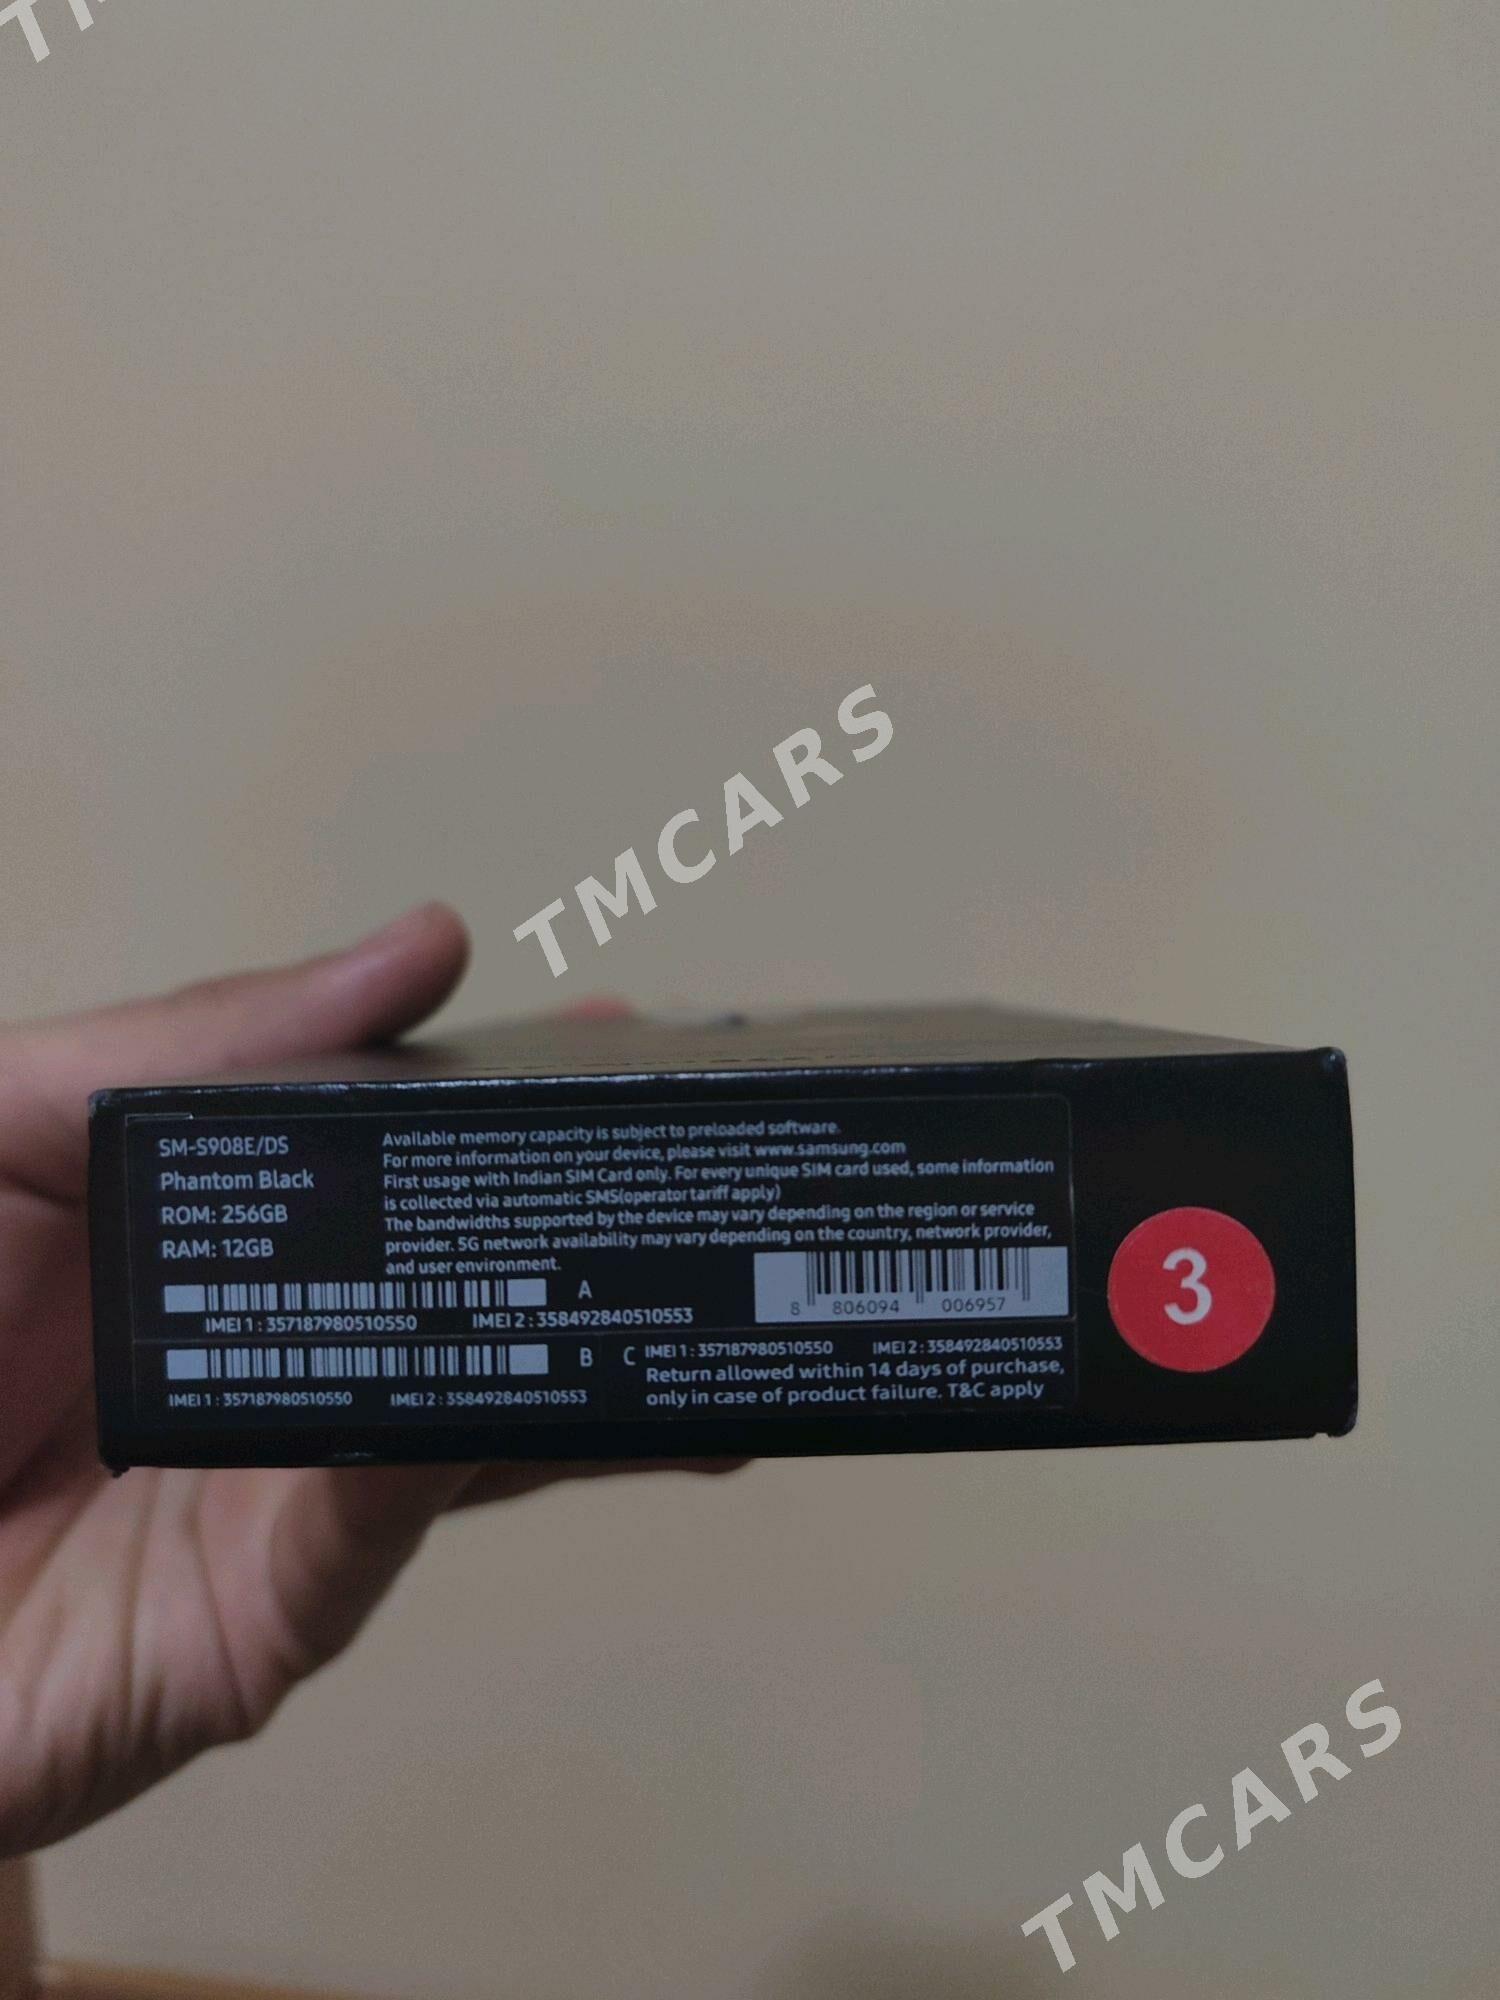 TM
TMCARS
SM-S908E/DS
Phantom Black
ROM: 256GB
RAM: 12GB
Available memory capacity is subject to preloaded software.
For more information on your device, please visit www.samsung.com
First usage with Indian SIM Card only. For every unique SIM card used, some information
is collected via automatic SMS(operator tariff apply)
The bandwidths supported by the device may vary depending on the region or service
provider. 5G network availability may vary depending on the country, network provider,
and user environment.
A
IMEI 1 : 357187980510550 IMEI 2 : 358492840510553
8 806094 006957
B
IMEI 1 : 357187980510550 IMEI 2 : 358492840510553
C IMEI 1 : 357187980510550 IMEI 2 : 358492840510553
Return allowed within 14 days of purchase,
only in case of product failure. T&C apply
3
TMCARS